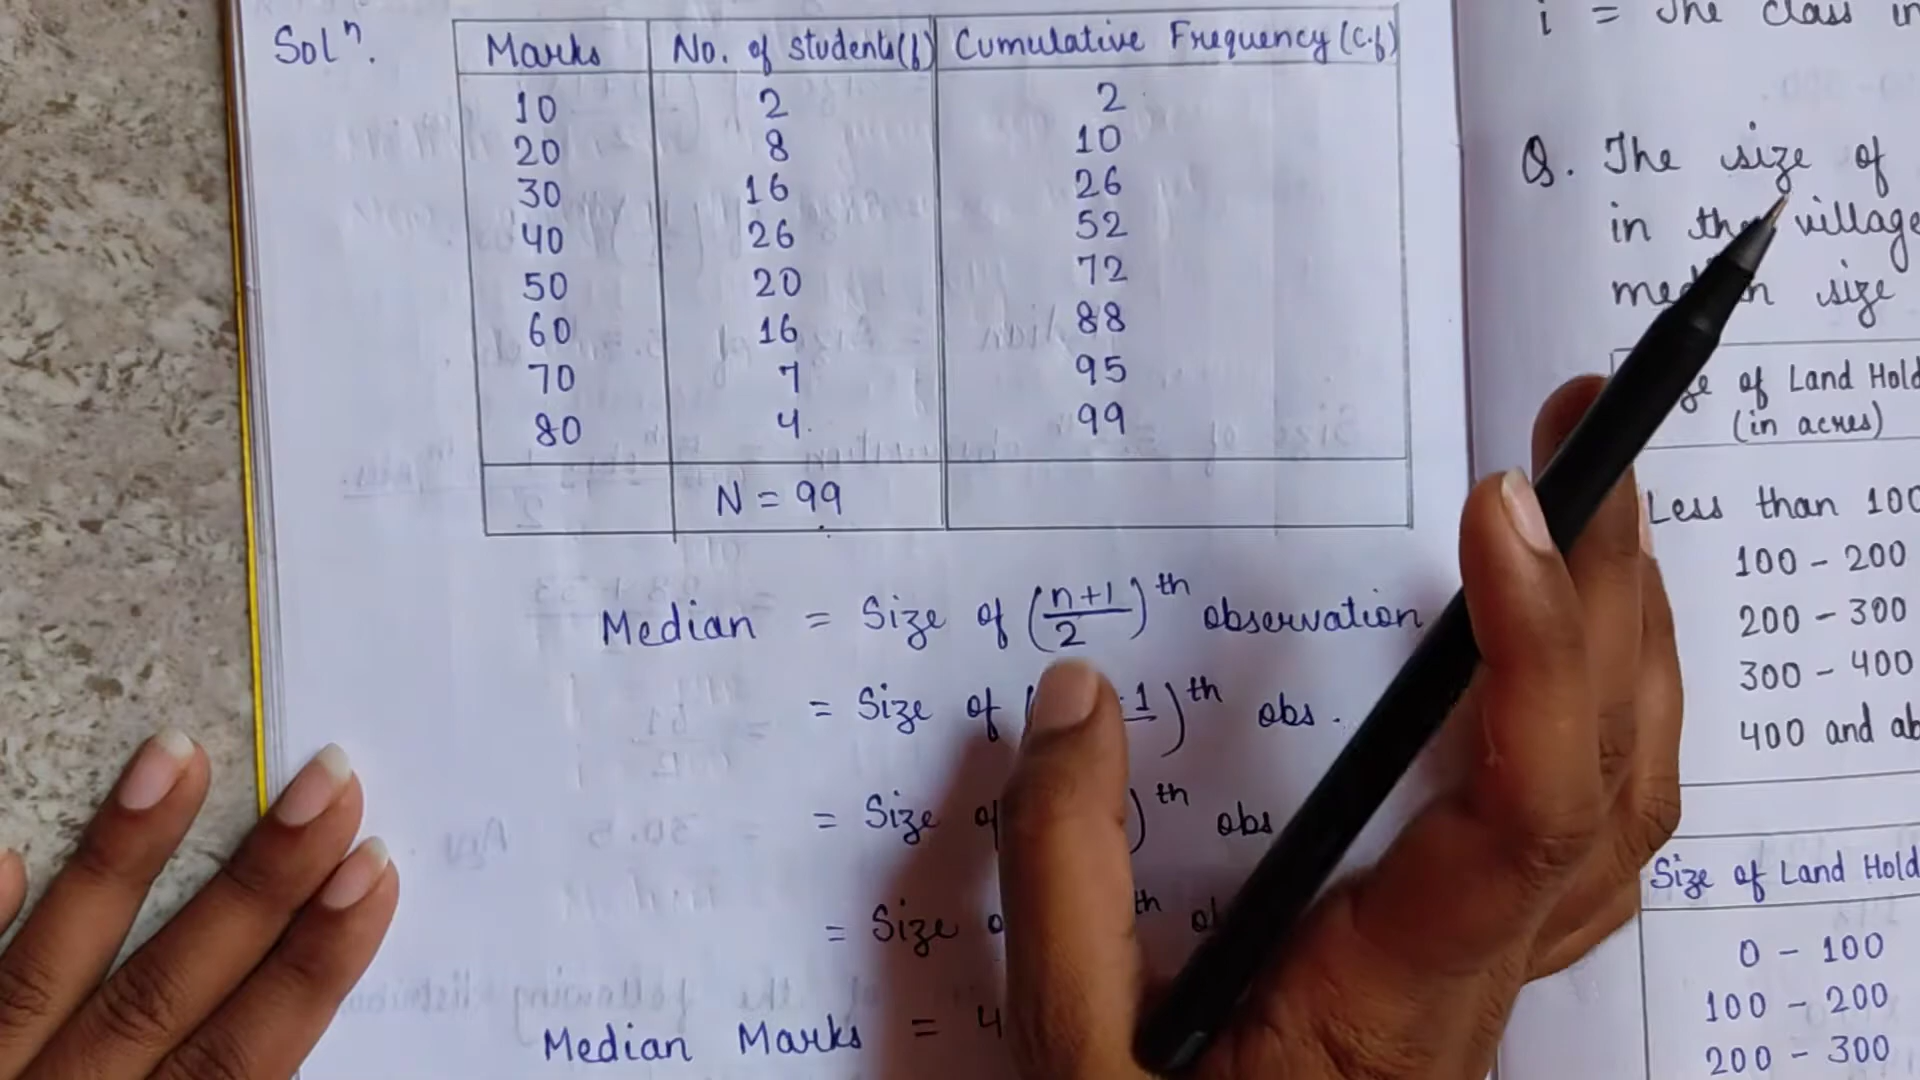 Solⁿ.
Marks No. of students(f) Cumulative Frequency (c.f)
10 2 2
20 8 10
30 16 26
40 26 52
50 20 72
60 16 88
70 7 95
80 4 99
N = 99
Median = Size of (n+1/2)th observation
= Size of 1)th obs.
= Size of )th obs
= Size th
Median Marks = 4
i = The class
Q. The size of
in the village
size
of Land Hold
(in acres)
Less than 100
100 - 200
200 - 300
300 - 400
400 and ab
Size of Land Hold
0 - 100
100 - 200
200 - 300